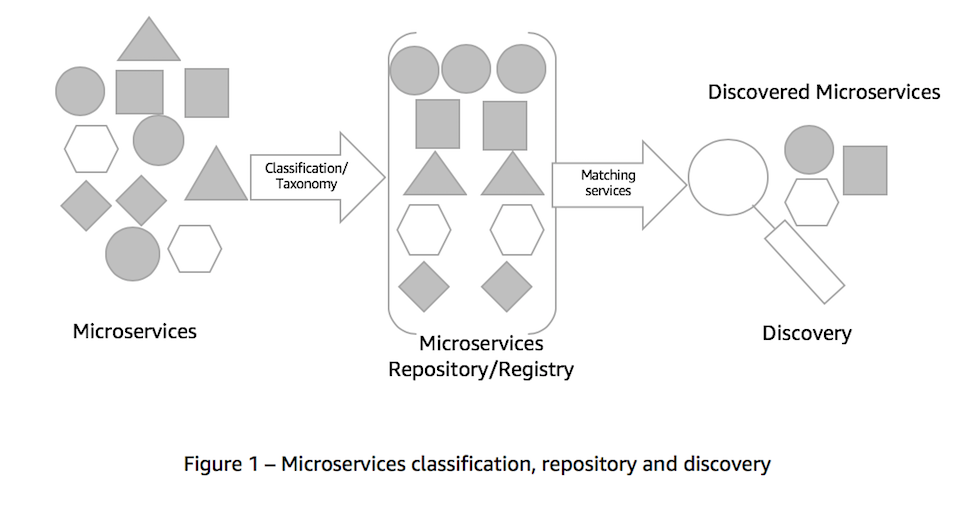 Discovered Microservices
Classification/
Taxonomy
Matching
services
Microservices
Microservices
Repository/Registry
Discovery
Figure 1 – Microservices classification, repository and discovery